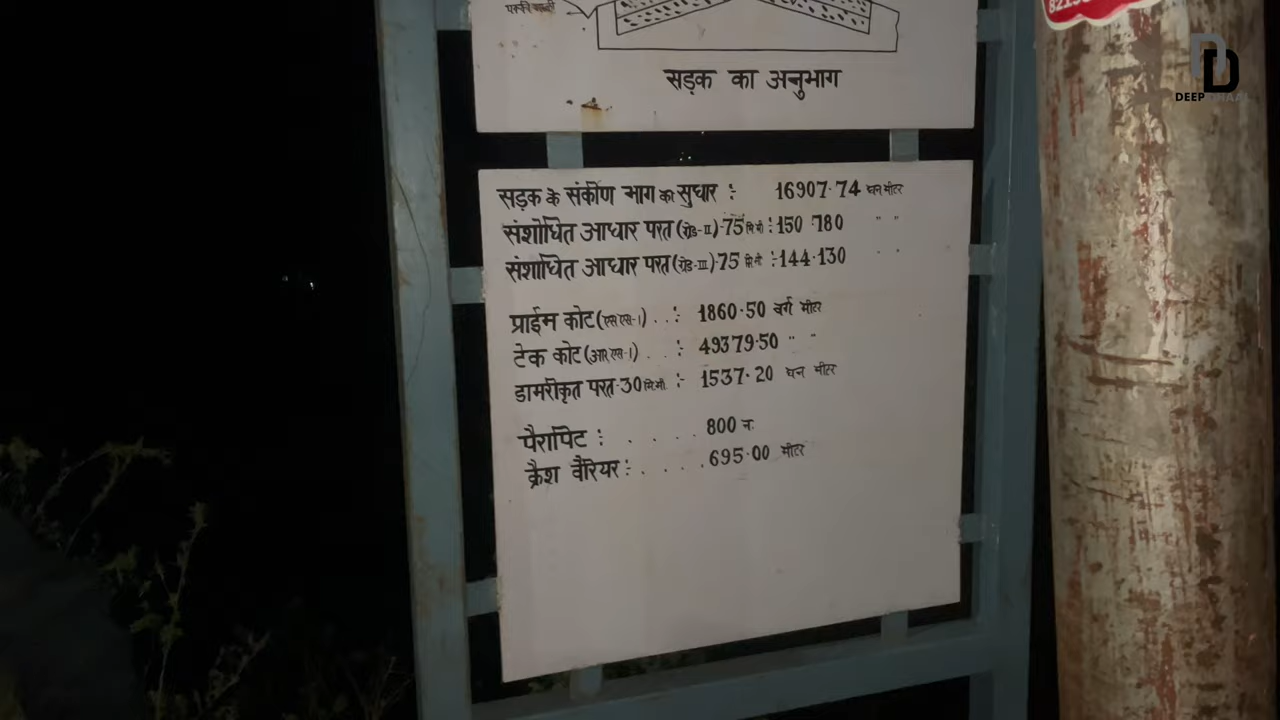 पक्की नाली
सड़क का अनुभाग
सड़क के संकीण भाग का सुधार :- 16907.74 घन मीटर
संशोधित आधार परत (ग्रेड-II)-75 मि.मी :- 150.780 " "
संशाधित आधार परत (ग्रेड-III)-75 मि.मी :- 144.130 " "
प्राईम कोट (एस एस-1) . . :- 1860.50 वर्ग मीटर
टेक कोट (आर एस-1) . . :- 49379.50 " "
डामरीकृत परत-30 मि.मी :- 1537.20 घन मीटर
पैरापिट :- . . . . 800 न.
क्रैश वैरियर :- . . . . 695.00 मीटर
DEEP